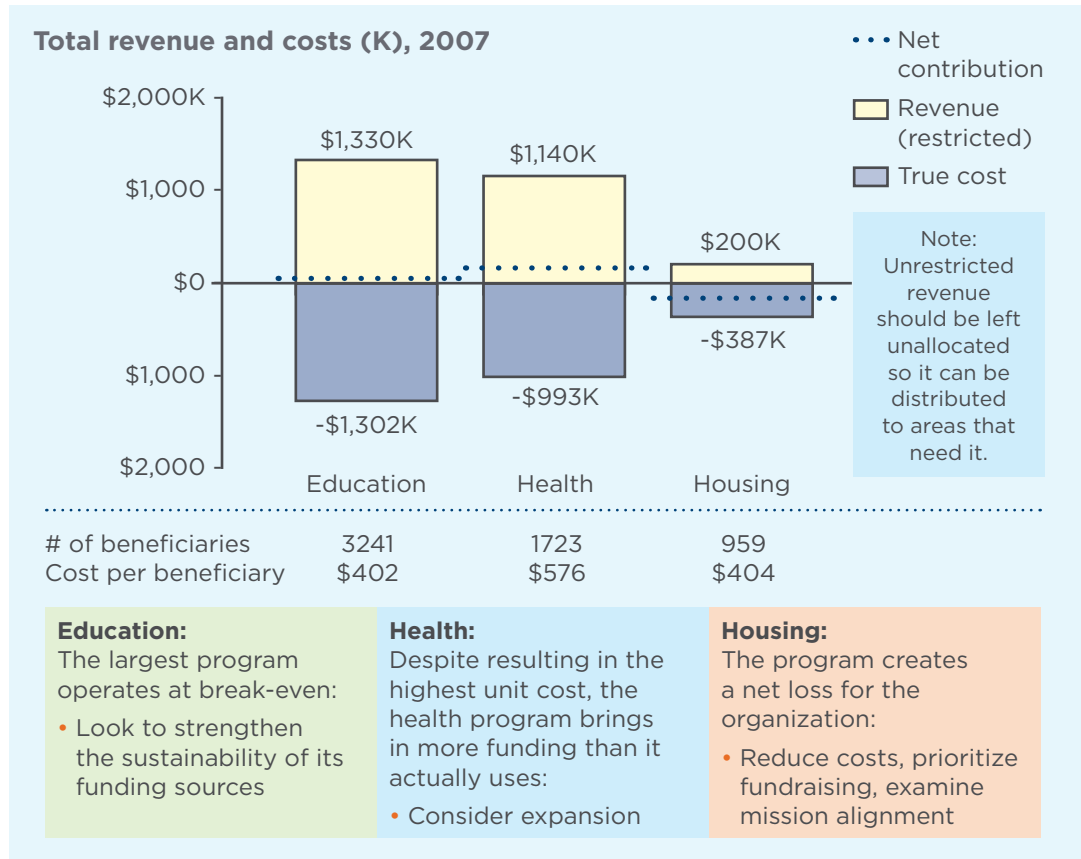 Total revenue and costs (K), 2007
Net
contribution
Revenue
(restricted)
True cost
$2,000K
$1,000
$0
$1,000
$2,000
$1,330K
$1,140K
$200K
-$1,302K
-$993K
-$387K
Education
Health
Housing
Note:
Unrestricted
revenue
should be left
unallocated
so it can be
distributed
to areas that
need it.
# of beneficiaries 3241 1723 959
Cost per beneficiary $402 $576 $404
Education:
The largest program
operates at break-even:
• Look to strengthen
the sustainability of its
funding sources
Health:
Despite resulting in the
highest unit cost, the
health program brings
in more funding than it
actually uses:
• Consider expansion
Housing:
The program creates
a net loss for the
organization:
• Reduce costs, prioritize
fundraising, examine
mission alignment